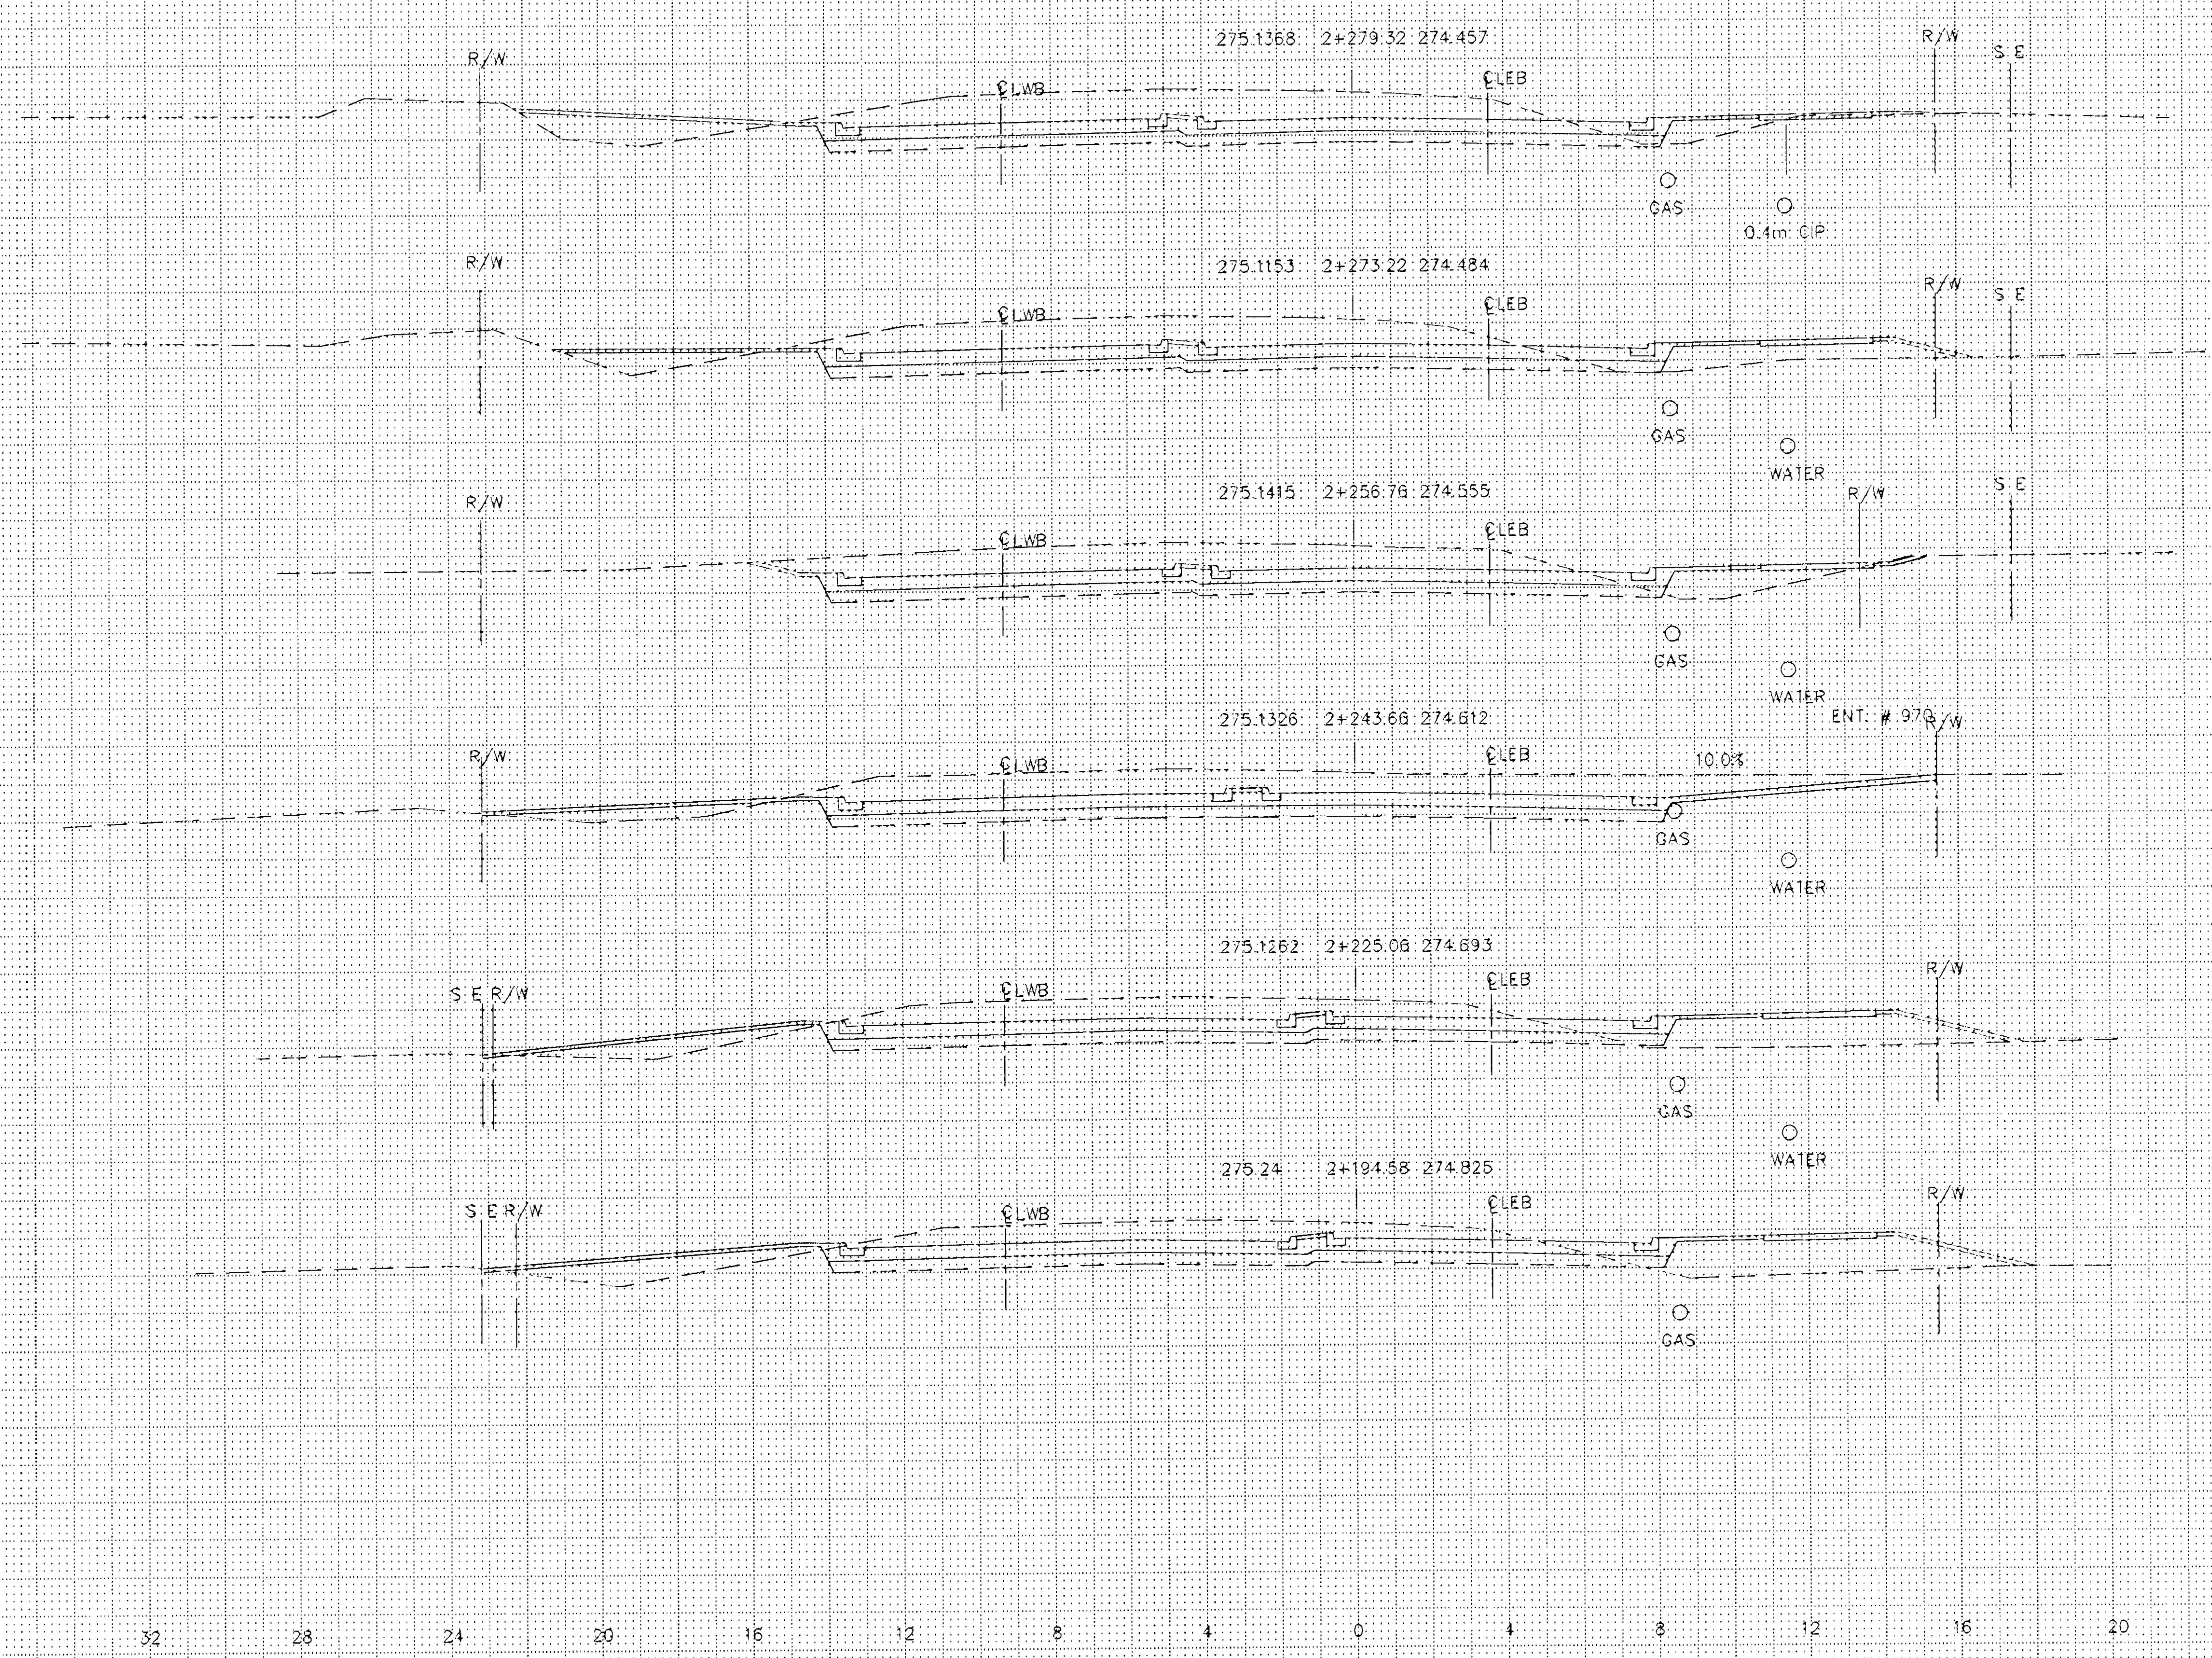 275.1368 2+279.32 274.457
R/W R/W S E
℄LWB ℄LEB
GAS
0.4m CIP
R/W 275.1153 2+273.22 274.484 R/W S E
℄LWB ℄LEB
GAS
WATER
R/W 275.1415 2+256.76 274.555 R/W S E
℄LWB ℄LEB
GAS
WATER
275.1326 2+243.66 274.612 ENT. # 970 R/W
R/W ℄LWB ℄LEB 10.0%
GAS
WATER
275.1262 2+225.06 274.693
S E R/W ℄LWB ℄LEB R/W
GAS
WATER
275.24 2+194.58 274.825
S E R/W ℄LWB ℄LEB R/W
GAS
32 28 24 20 16 12 8 4 0 4 8 12 16 20